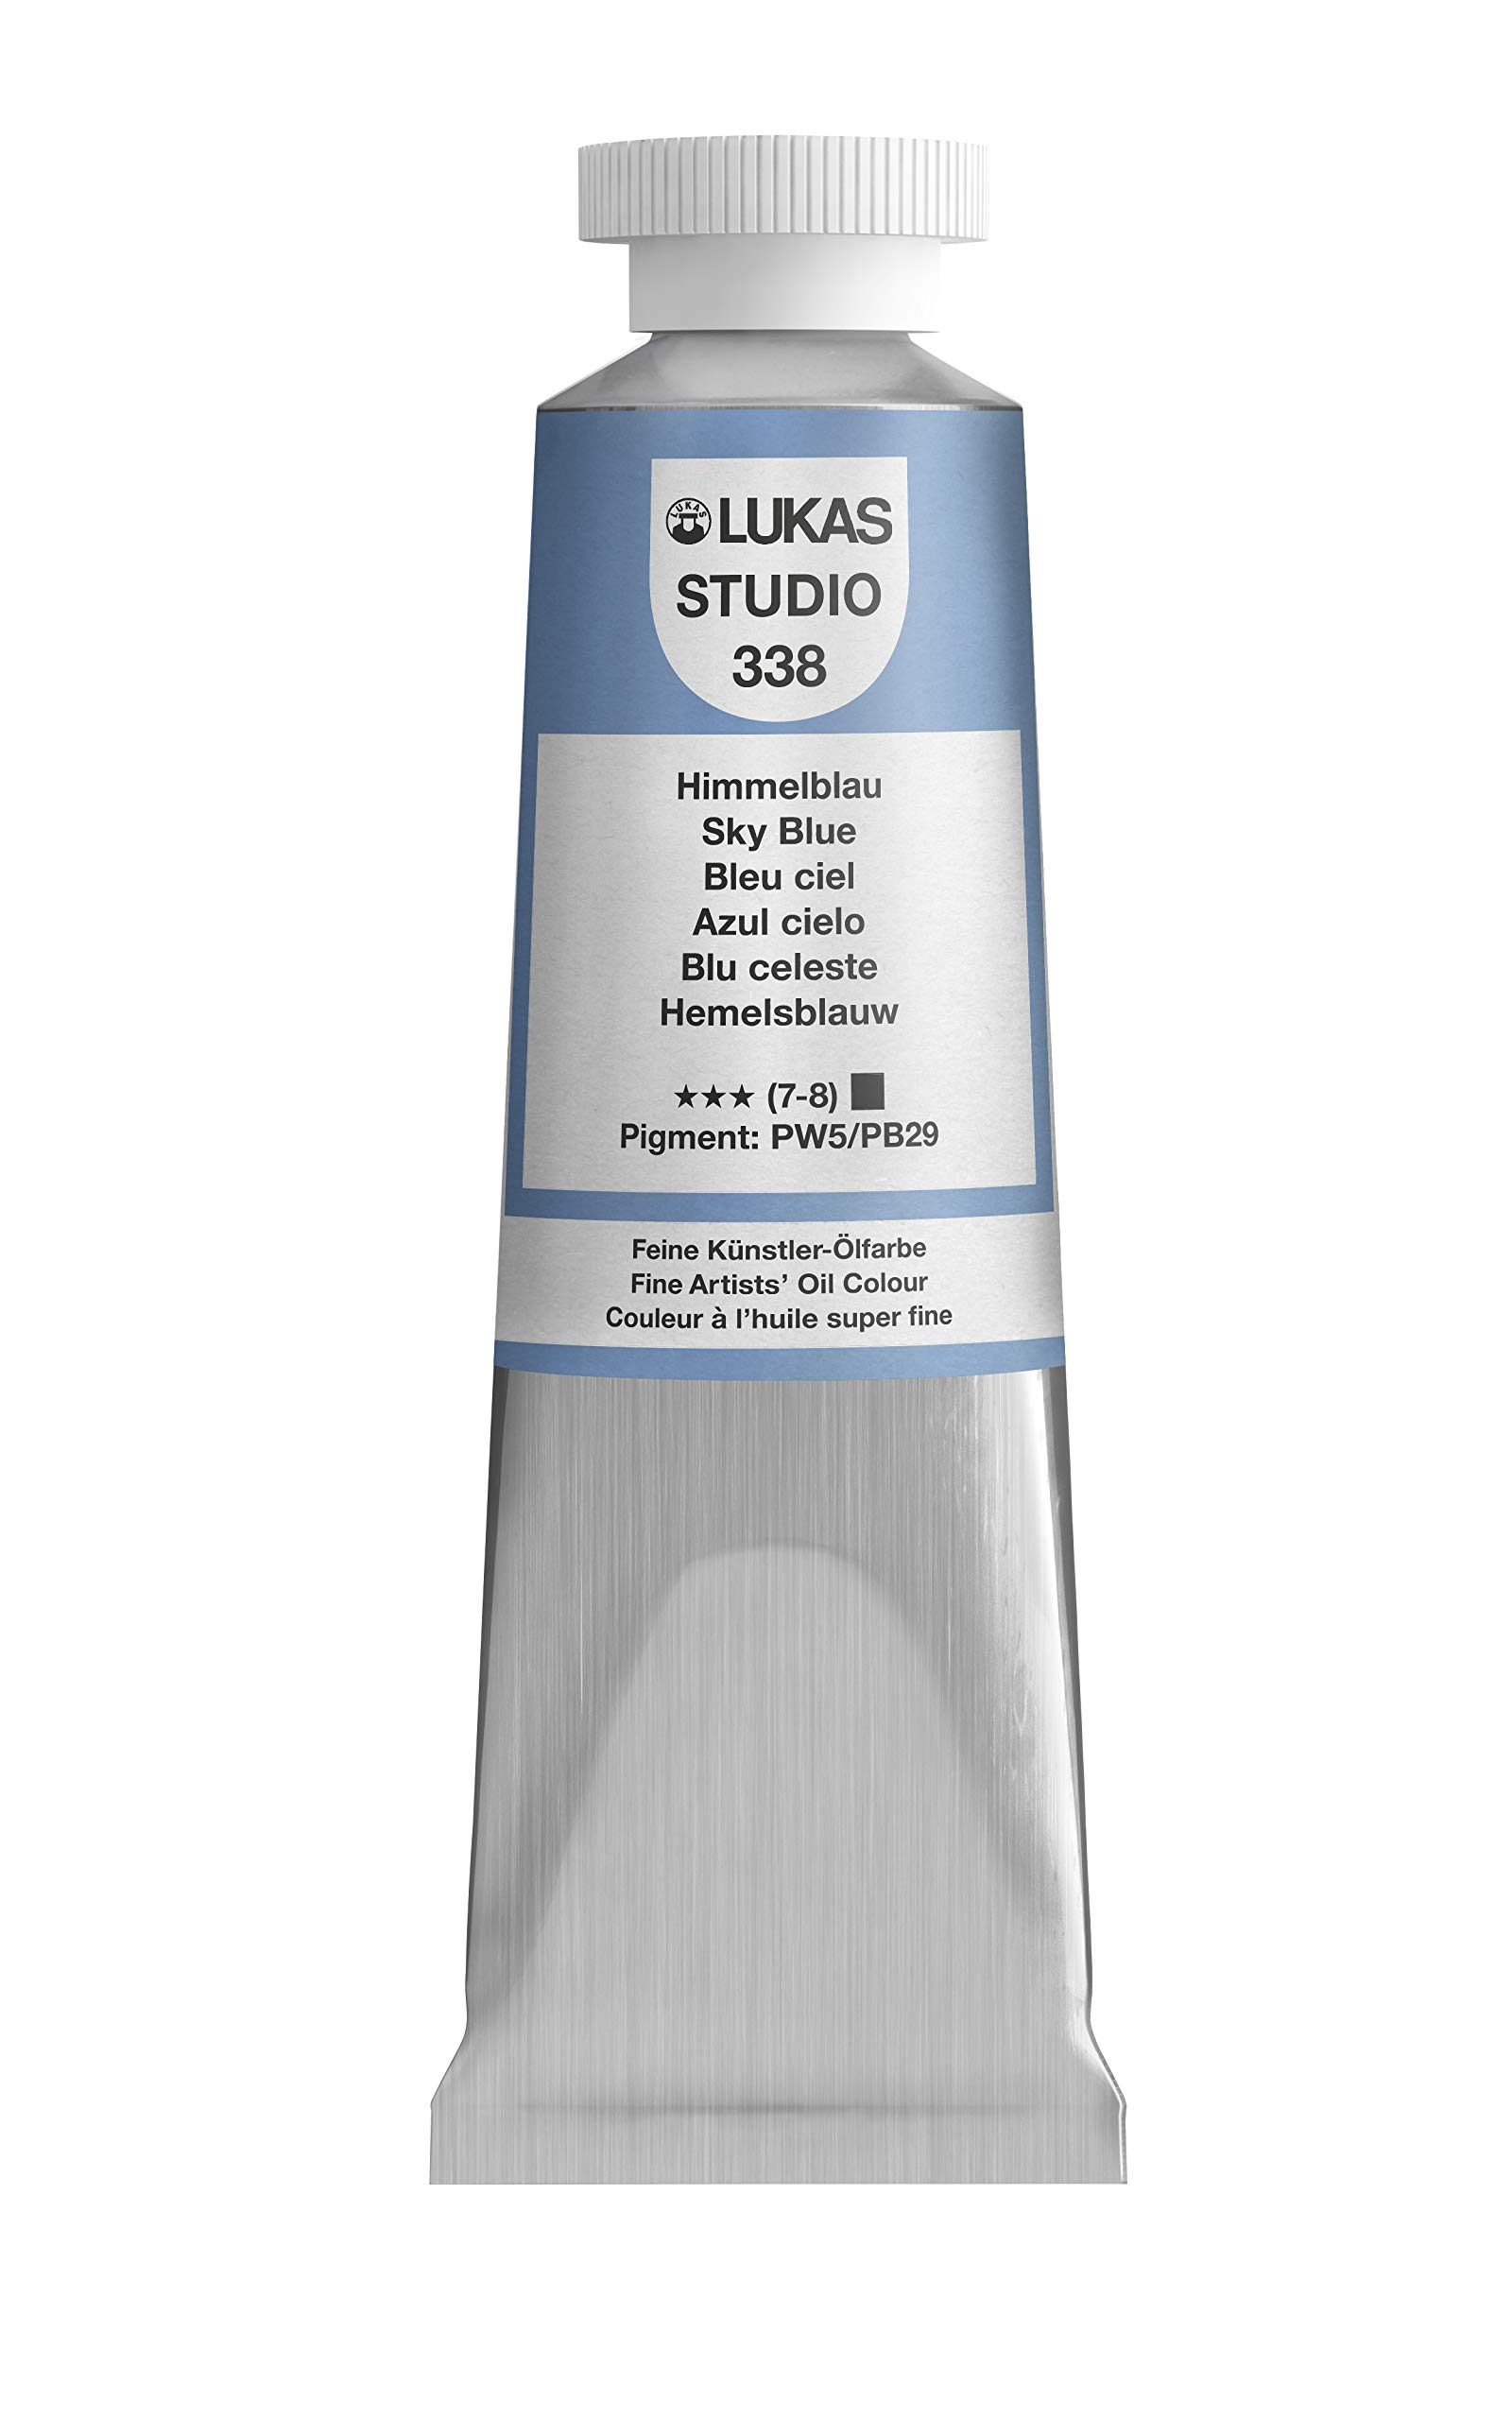 LUKAS
LUKAS
STUDIO
338
Himmelblau
Sky Blue
Bleu ciel
Azul cielo
Blu celeste
Hemelsblauw
★★★ (7-8) ■
Pigment: PW5/PB29
Feine Künstler-Ölfarbe
Fine Artists’ Oil Colour
Couleur à l’huile super fine